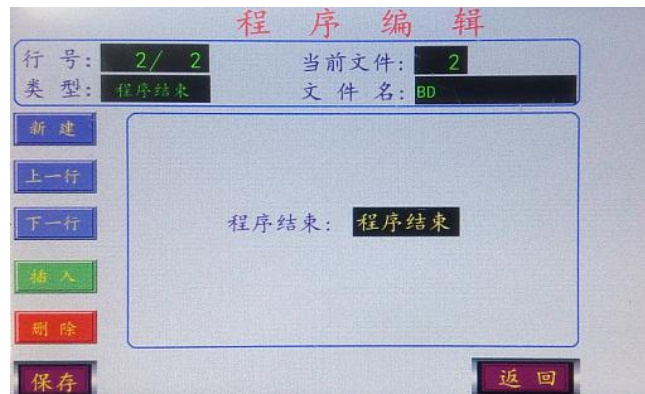 程序编辑
行号: 2/ 2 当前文件: 2
类型: 程序结束 文件名: BD
新建
上一行
下一行
程序结束: 程序结束
插入
删除
保存 返回